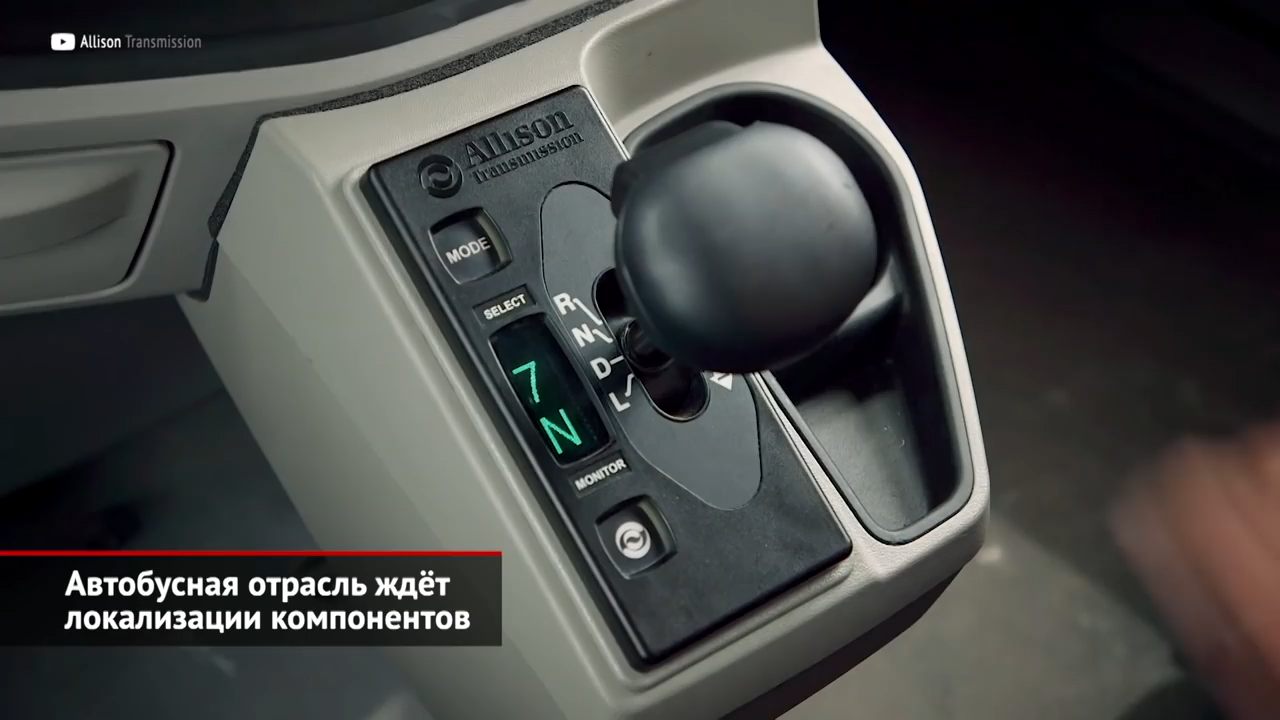 Allison Transmission
Allison
Transmission
MODE
SELECT
R
N
D
L
7
N
MONITOR
Автобусная отрасль ждёт
локализации компонентов